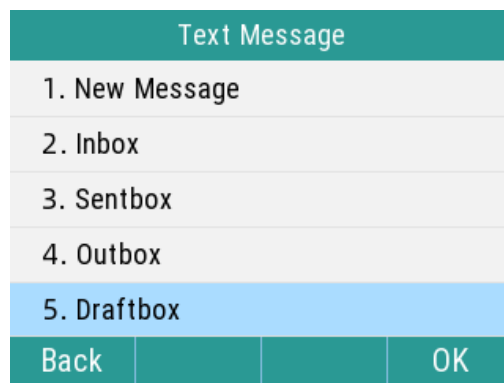 Text Message
1. New Message
2. Inbox
3. Sentbox
4. Outbox
5. Draftbox
Back OK